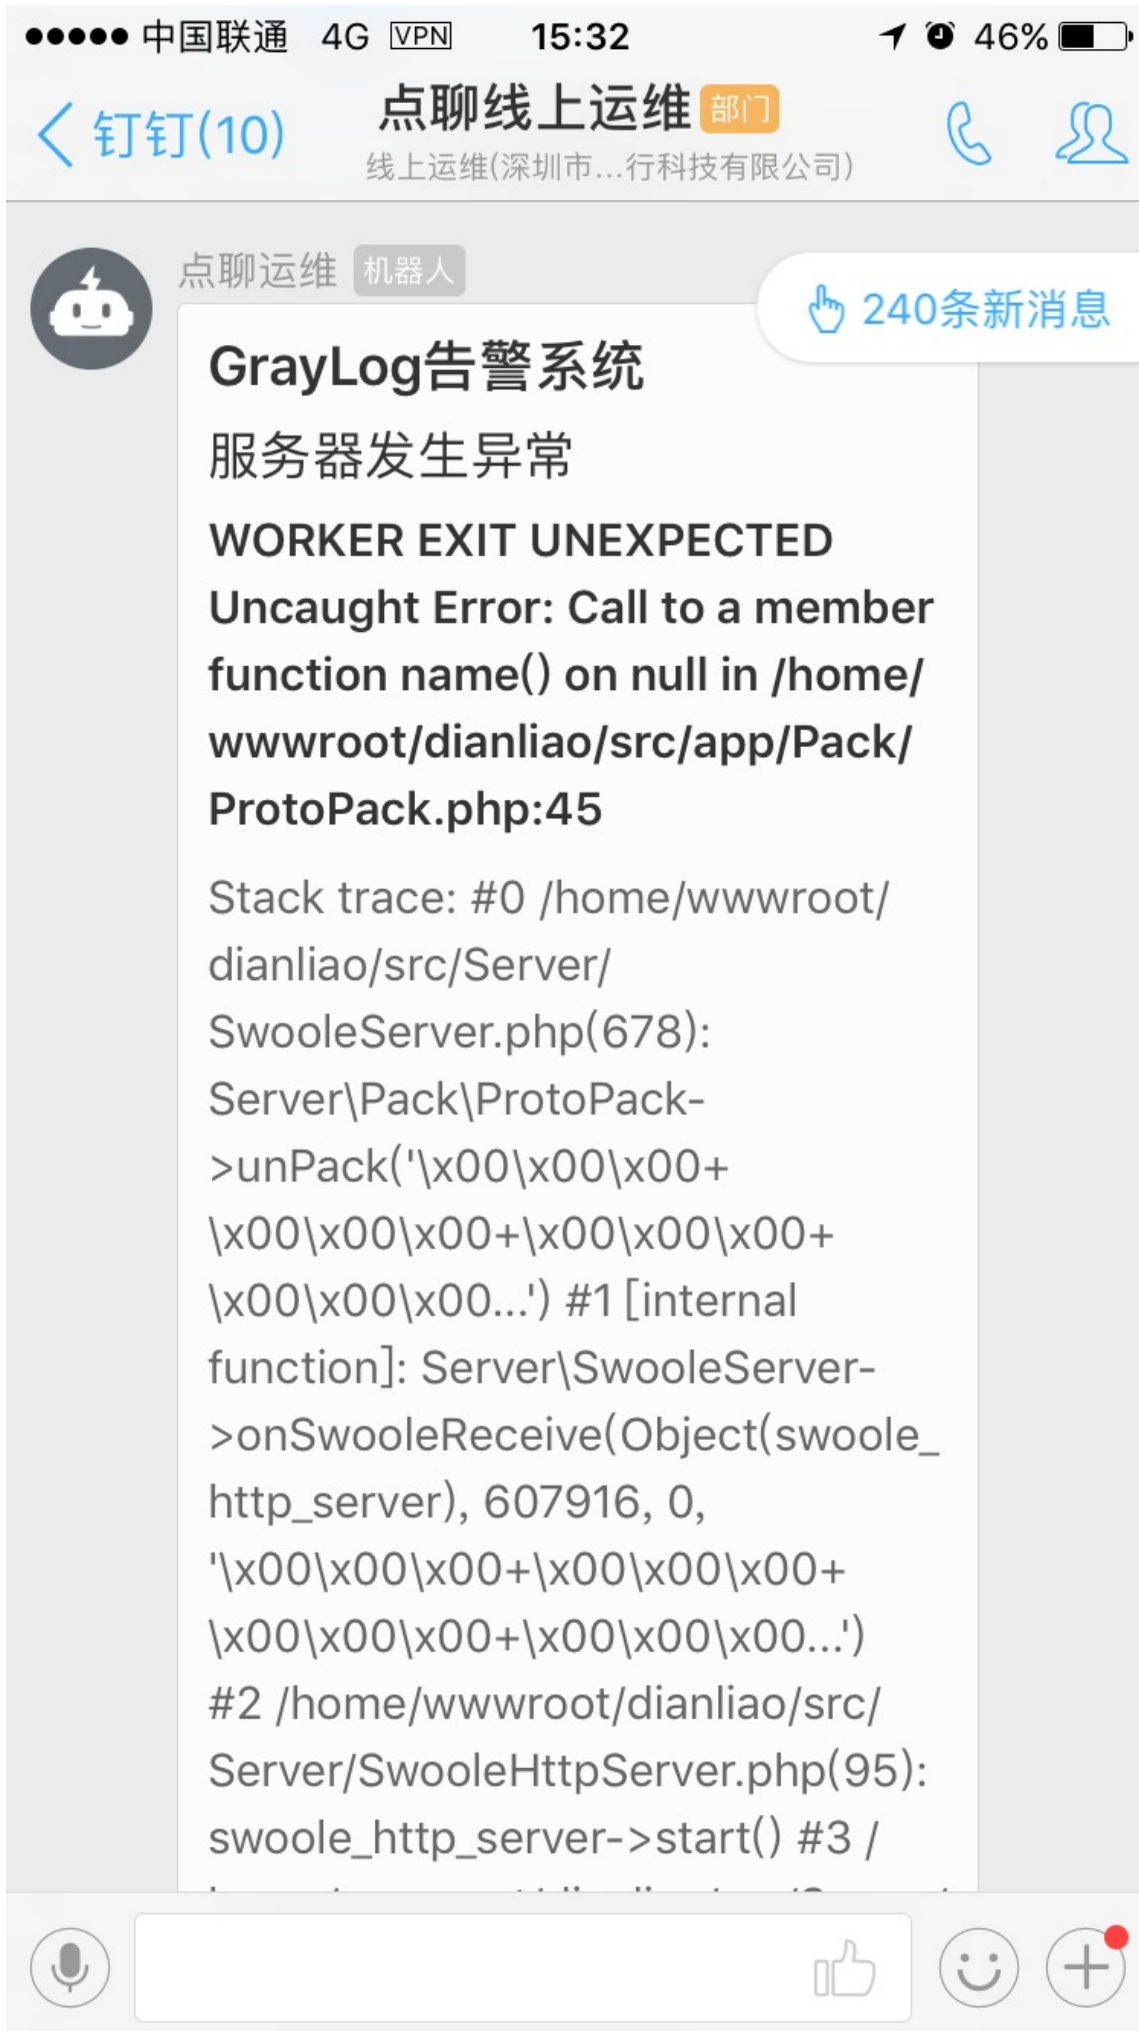 中国联通 4G VPN 15:32 46%
钉钉(10)
点聊线上运维 部门
线上运维(深圳市...行科技有限公司)
点聊运维 机器人
240条新消息
GrayLog告警系统
服务器发生异常
WORKER EXIT UNEXPECTED
Uncaught Error: Call to a member
function name() on null in /home/
wwwroot/dianliao/src/app/Pack/
ProtoPack.php:45
Stack trace: #0 /home/wwwroot/
dianliao/src/Server/
SwooleServer.php(678):
Server\Pack\ProtoPack-
>unPack('\x00\x00\x00+
\x00\x00\x00+\x00\x00\x00+
\x00\x00\x00...') #1 [internal
function]: Server\SwooleServer-
>onSwooleReceive(Object(swoole_
http_server), 607916, 0,
'\x00\x00\x00+\x00\x00\x00+
\x00\x00\x00+\x00\x00\x00...')
#2 /home/wwwroot/dianliao/src/
Server/SwooleHttpServer.php(95):
swoole_http_server->start() #3 /